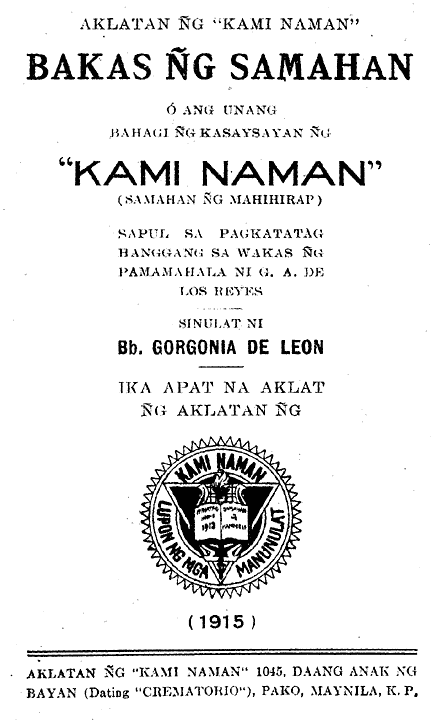 AKLATAN ÑG "KAMI NAMAN"
BAKAS ÑG SAMAHAN
Ó ANG UNANG
BAHAGI ÑG KASAYSAYAN ÑG
"KAMI NAMAN"
(SAMAHAN ÑG MAHIHIRAP)
SAPUL SA PAGKATATAG
HANGGANG SA WAKAS ÑG
PAMAMAHALA NI G. A. DE
LOS REYES
SINULAT NI
Bb. GORGONIA DE LEON
IKA APAT NA AKLAT
ÑG AKLATAN ÑG
KAMI NAMAN
LUPON NG MGA MANUNULAT
1913
(1915)
AKLATAN ÑG "KAMI NAMAN" 1045, DAANG ANAK NG
BAYAN (Dating "CREMATORIO"), PAKO, MAYNILA, K. P.